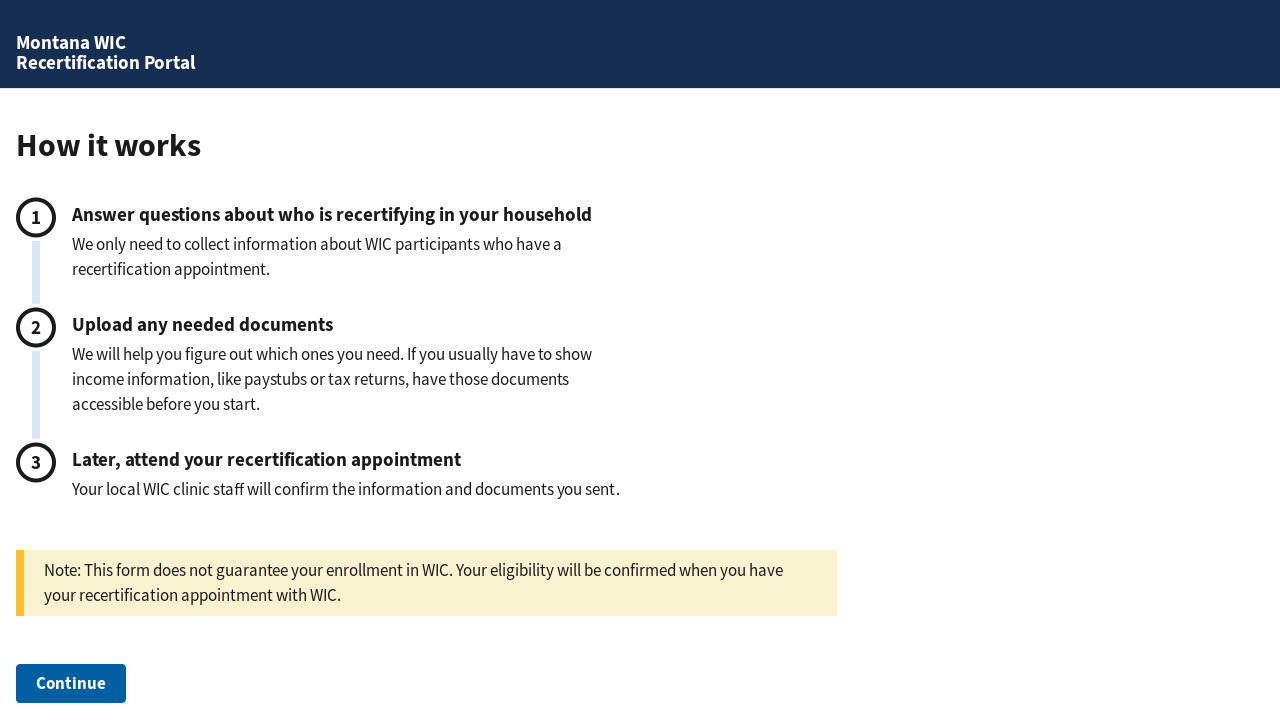 Montana WIC
Recertification Portal
How it works
1
Answer questions about who is recertifying in your household
We only need to collect information about WIC participants who have a
recertification appointment.
2
Upload any needed documents
We will help you figure out which ones you need. If you usually have to show
income information, like paystubs or tax returns, have those documents
accessible before you start.
3
Later, attend your recertification appointment
Your local WIC clinic staff will confirm the information and documents you sent.
Note: This form does not guarantee your enrollment in WIC. Your eligibility will be confirmed when you have
your recertification appointment with WIC.
Continue